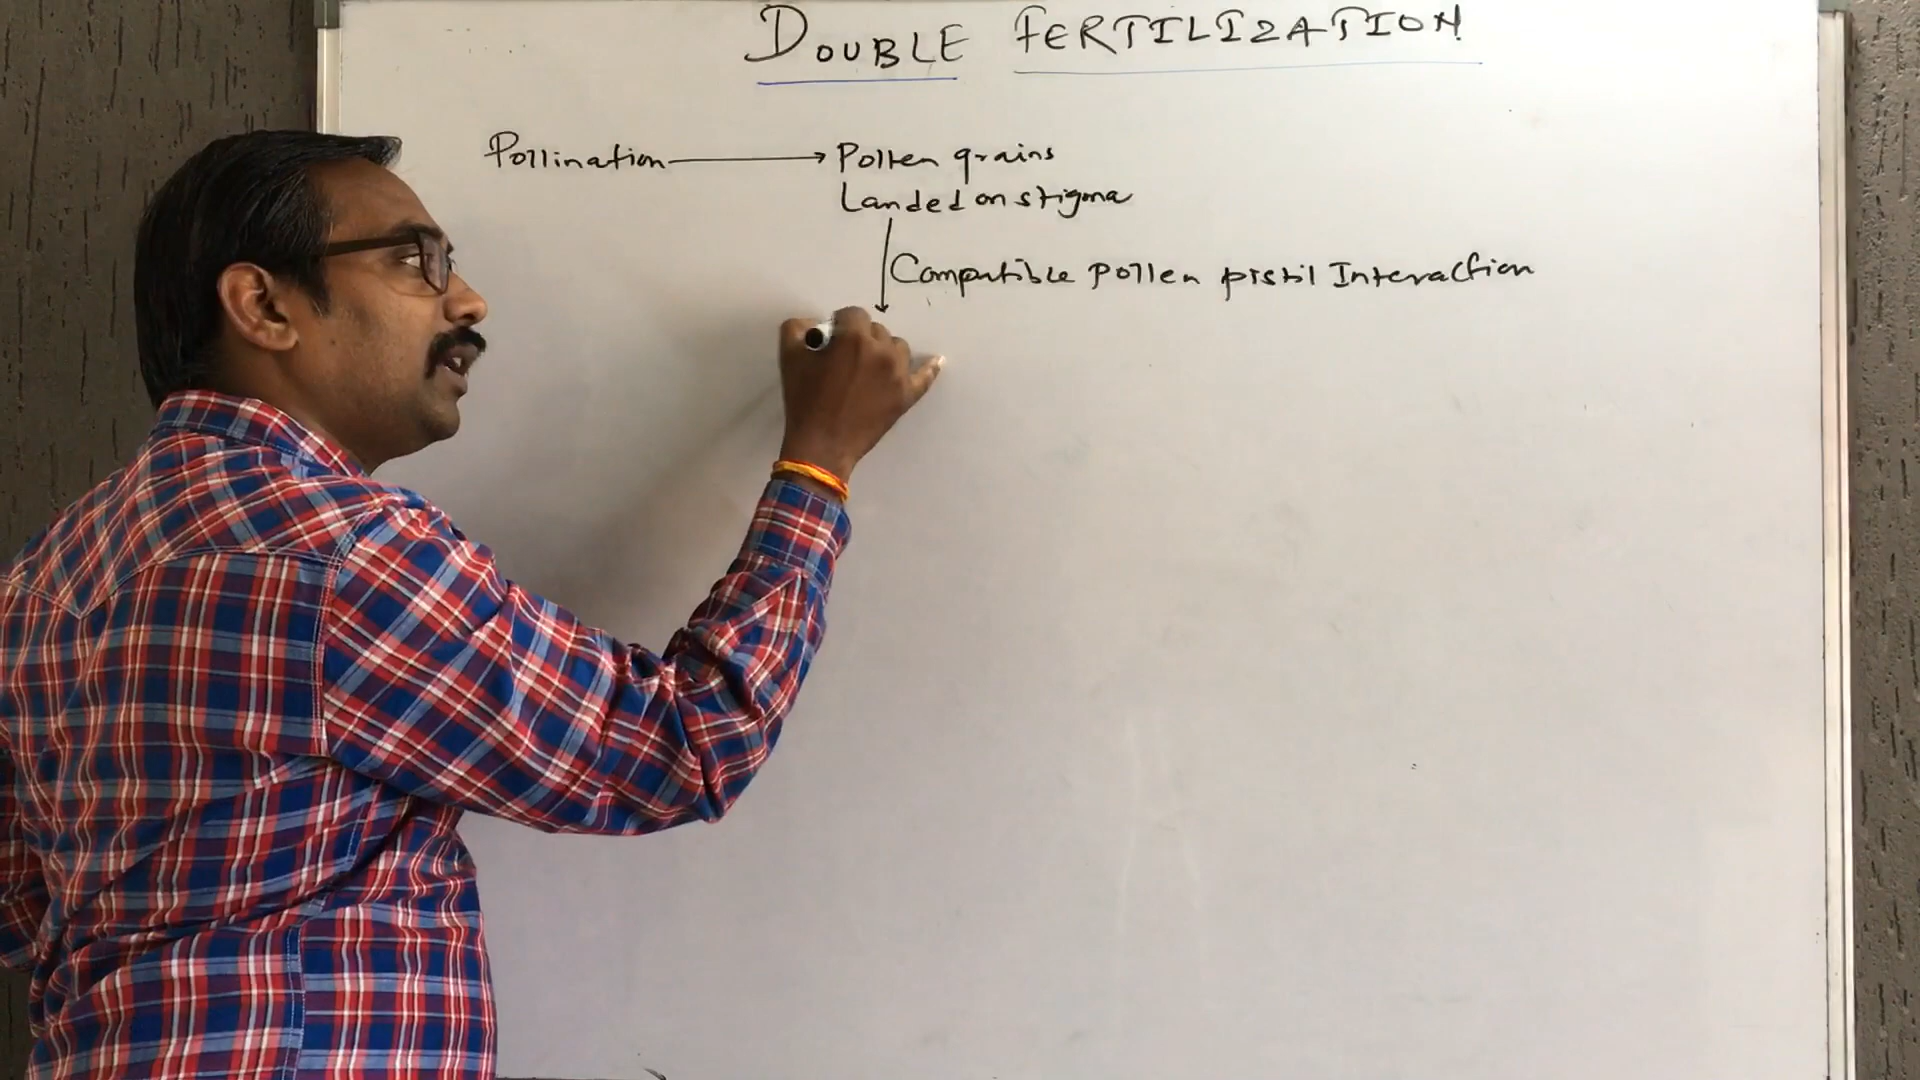 DOUBLE FERTILIZATION
Pollination → Pollen grains
Landed on stigma
Compatible pollen pistil Interaction